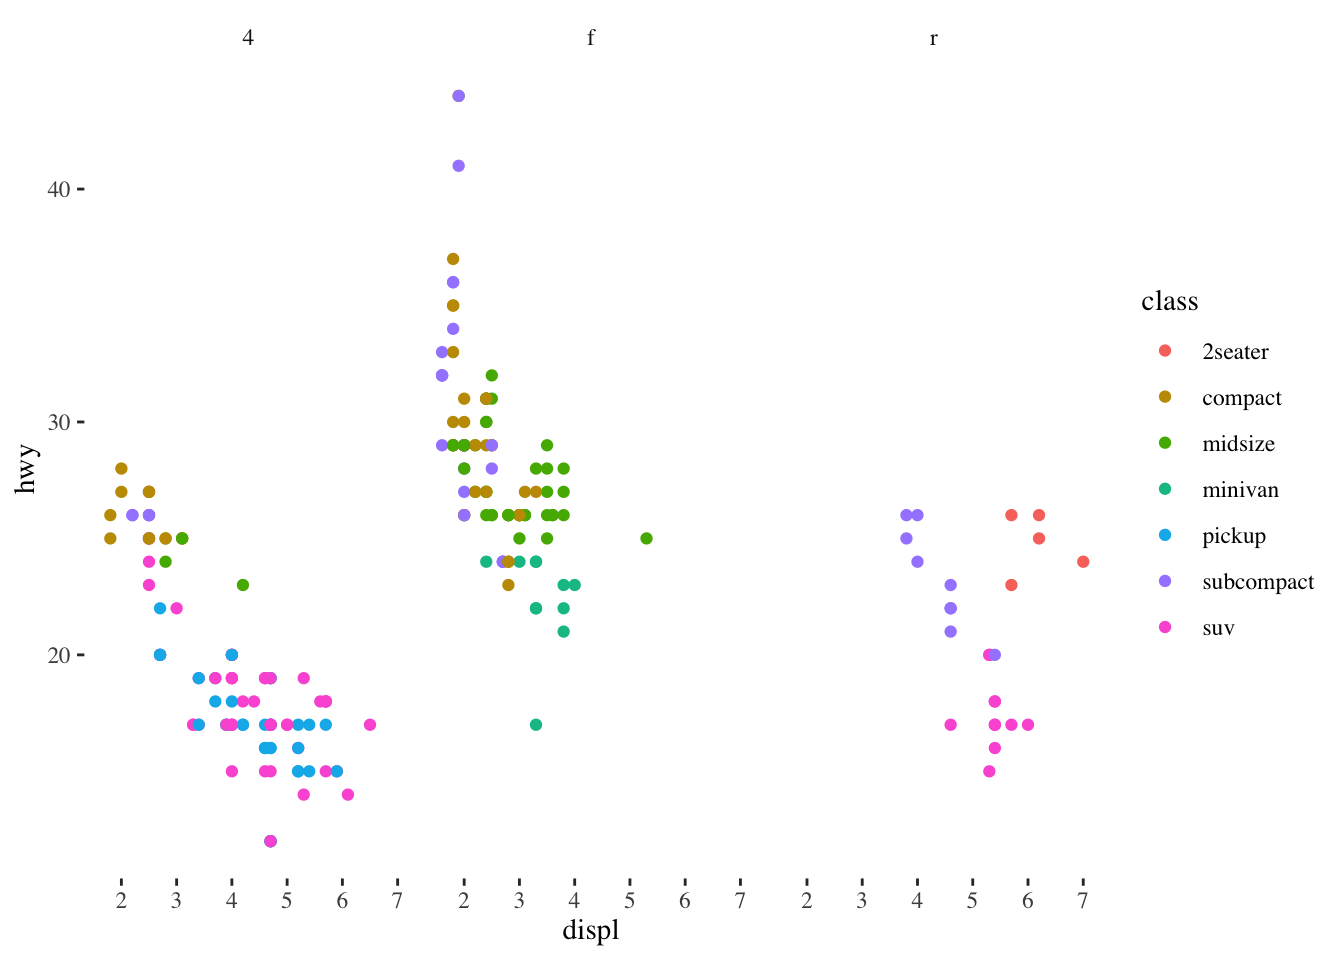 4 f r
40
30
20
hwy
2 3 4 5 6 7 2 3 4 5 6 7 2 3 4 5 6 7
displ
class
2seater
compact
midsize
minivan
pickup
subcompact
suv